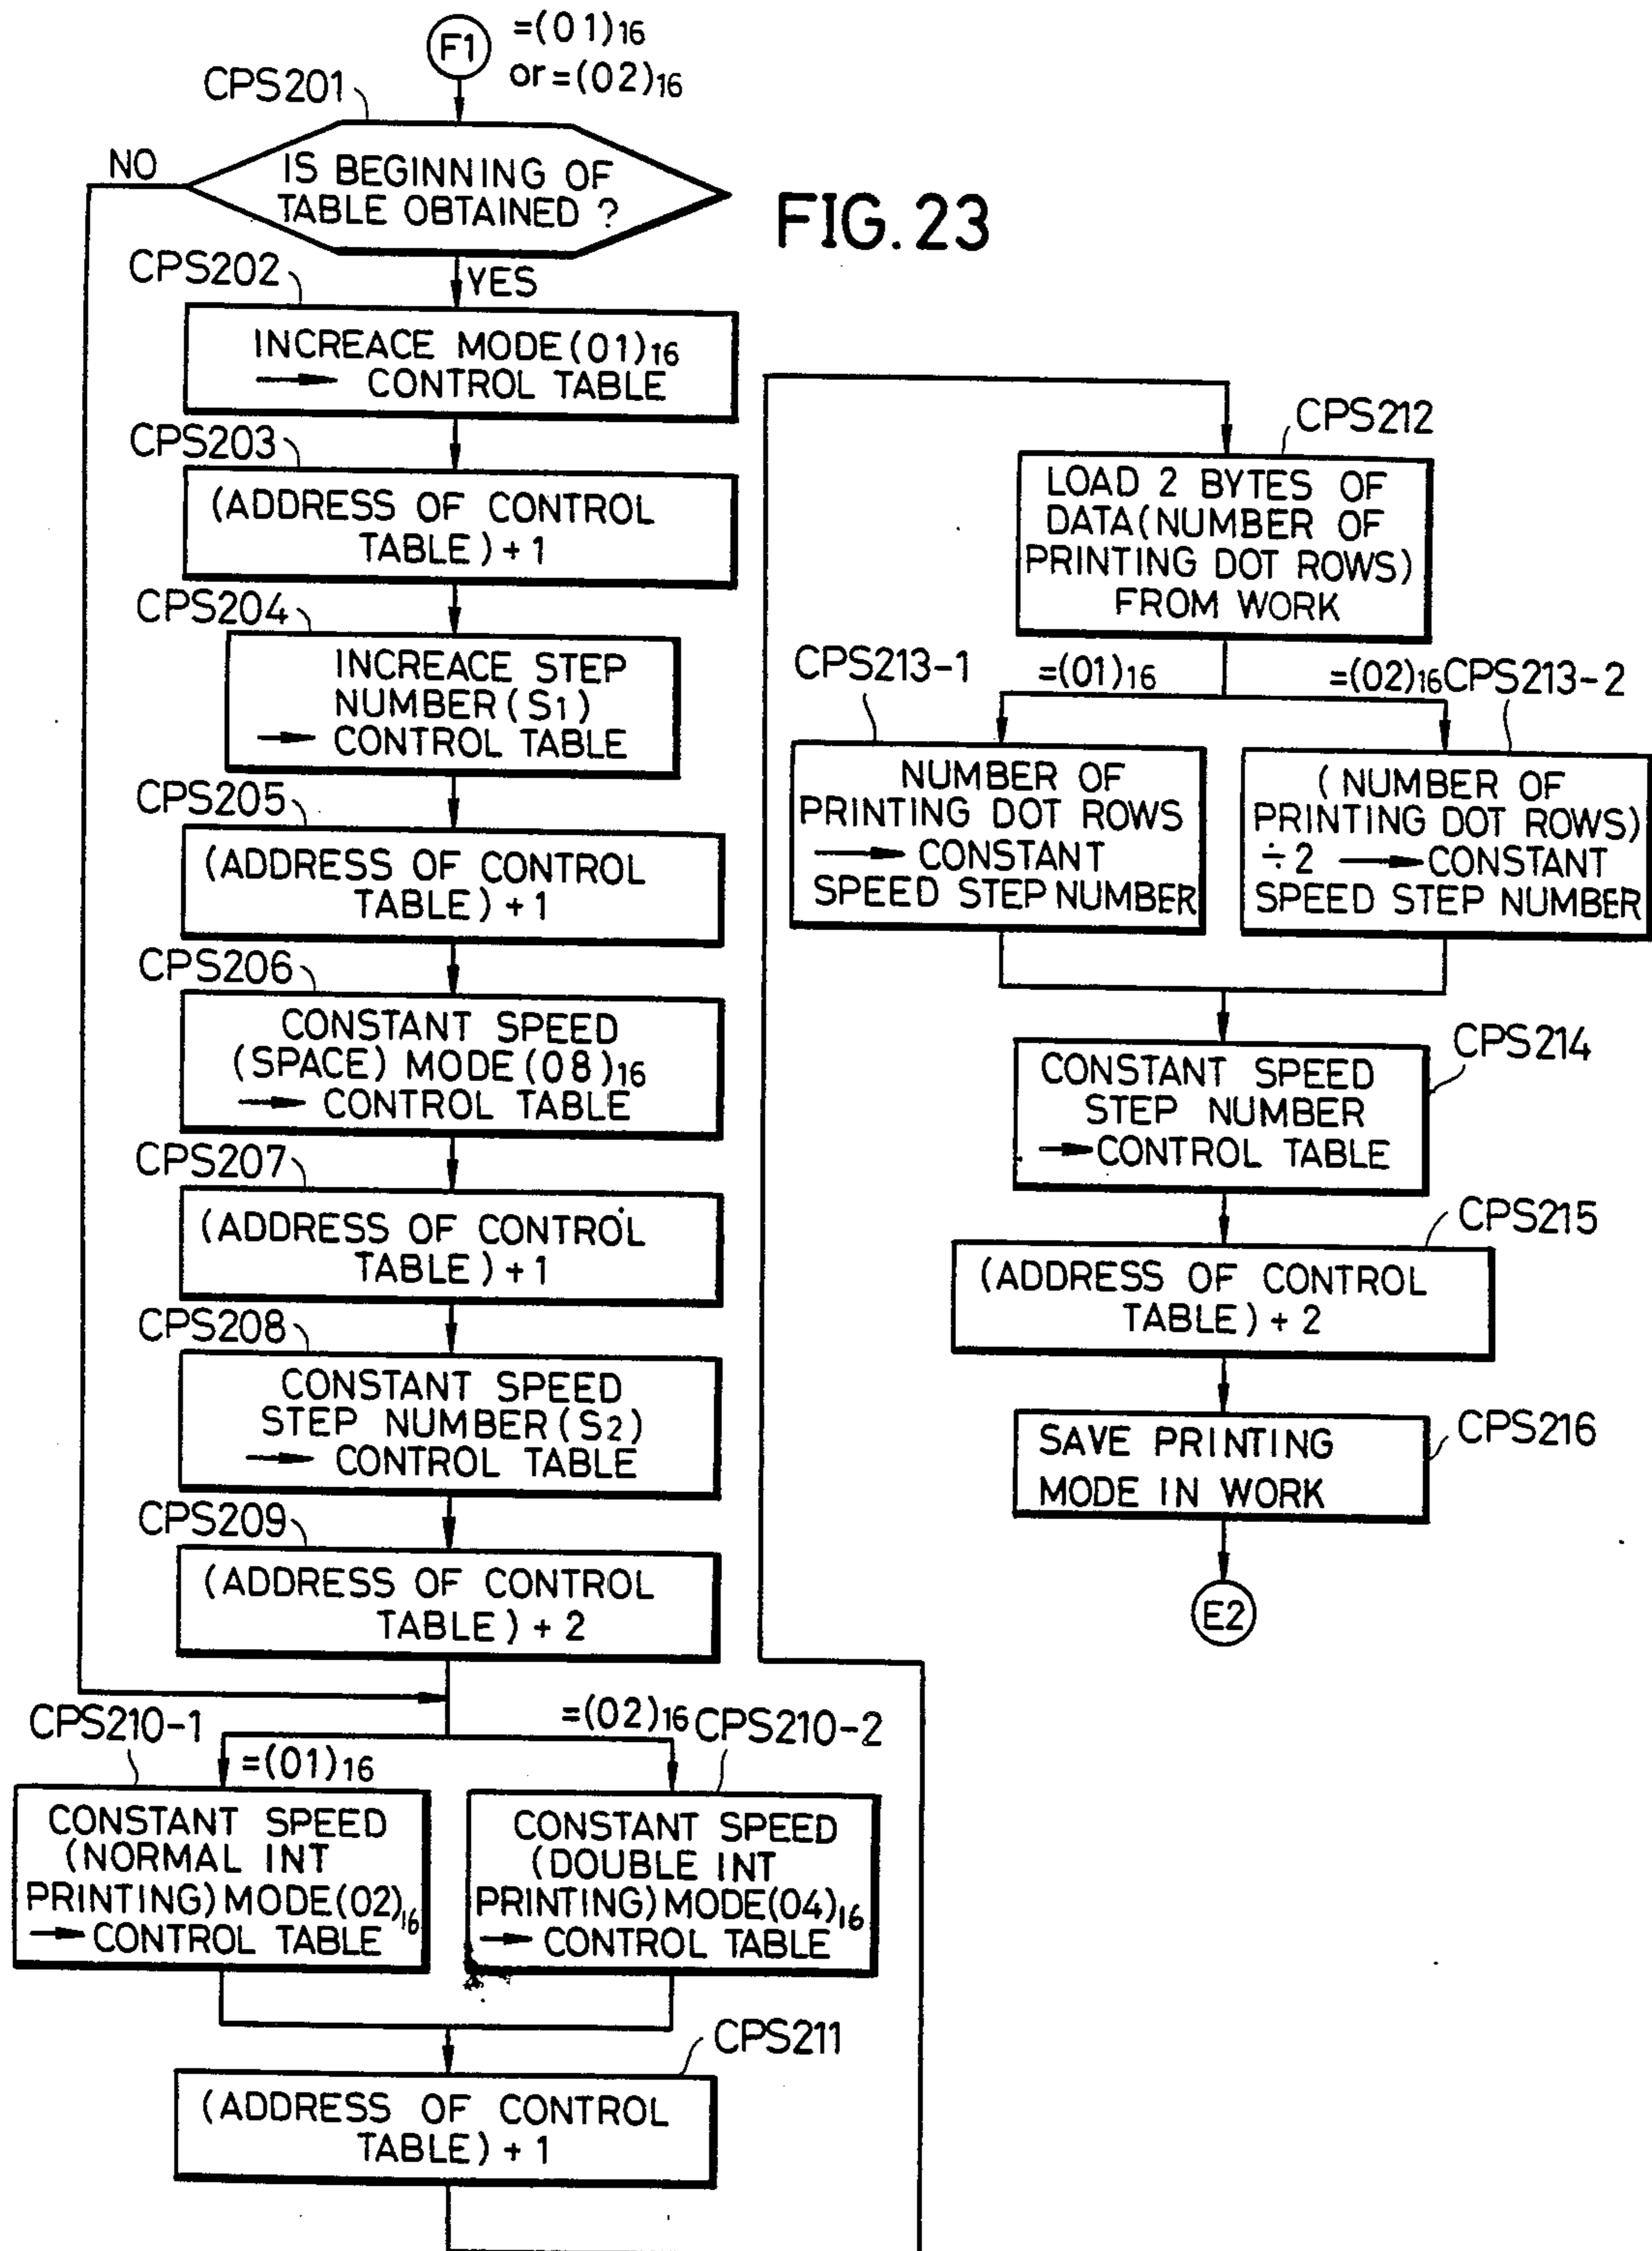 F1 =(01)16
or=(02)16
CPS201
NO
IS BEGINNING OF
TABLE OBTAINED ?
FIG. 23
CPS202
YES
INCREACE MODE(01)16
→ CONTROL TABLE
CPS203
(ADDRESS OF CONTROL
TABLE)+1
CPS204
INCREACE STEP
NUMBER(S1)
→ CONTROL TABLE
CPS205
(ADDRESS OF CONTROL
TABLE)+1
CPS206
CONSTANT SPEED
(SPACE) MODE(08)16
→ CONTROL TABLE
CPS207
(ADDRESS OF CONTROL
TABLE)+1
CPS208
CONSTANT SPEED
STEP NUMBER(S2)
→ CONTROL TABLE
CPS209
(ADDRESS OF CONTROL
TABLE)+2
CPS210-1
=(01)16
CONSTANT SPEED
(NORMAL INT
PRINTING)MODE(02)16
→ CONTROL TABLE
=(02)16 CPS210-2
CONSTANT SPEED
(DOUBLE INT
PRINTING)MODE(04)16
→ CONTROL TABLE
CPS211
(ADDRESS OF CONTROL
TABLE)+1
CPS212
LOAD 2 BYTES OF
DATA(NUMBER OF
PRINTING DOT ROWS)
FROM WORK
CPS213-1
=(01)16
NUMBER OF
PRINTING DOT ROWS
→ CONSTANT
SPEED STEP NUMBER
=(02)16 CPS213-2
(NUMBER OF
PRINTING DOT ROWS)
÷2 → CONSTANT
SPEED STEP NUMBER
CPS214
CONSTANT SPEED
STEP NUMBER
→ CONTROL TABLE
CPS215
(ADDRESS OF CONTROL
TABLE)+2
CPS216
SAVE PRINTING
MODE IN WORK
E2